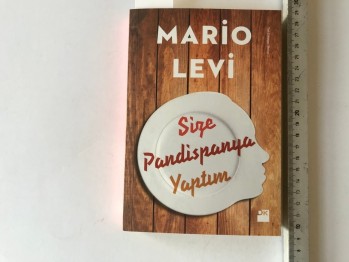 MARİO
LEVİ
Size
Pandispanya
Yaptım